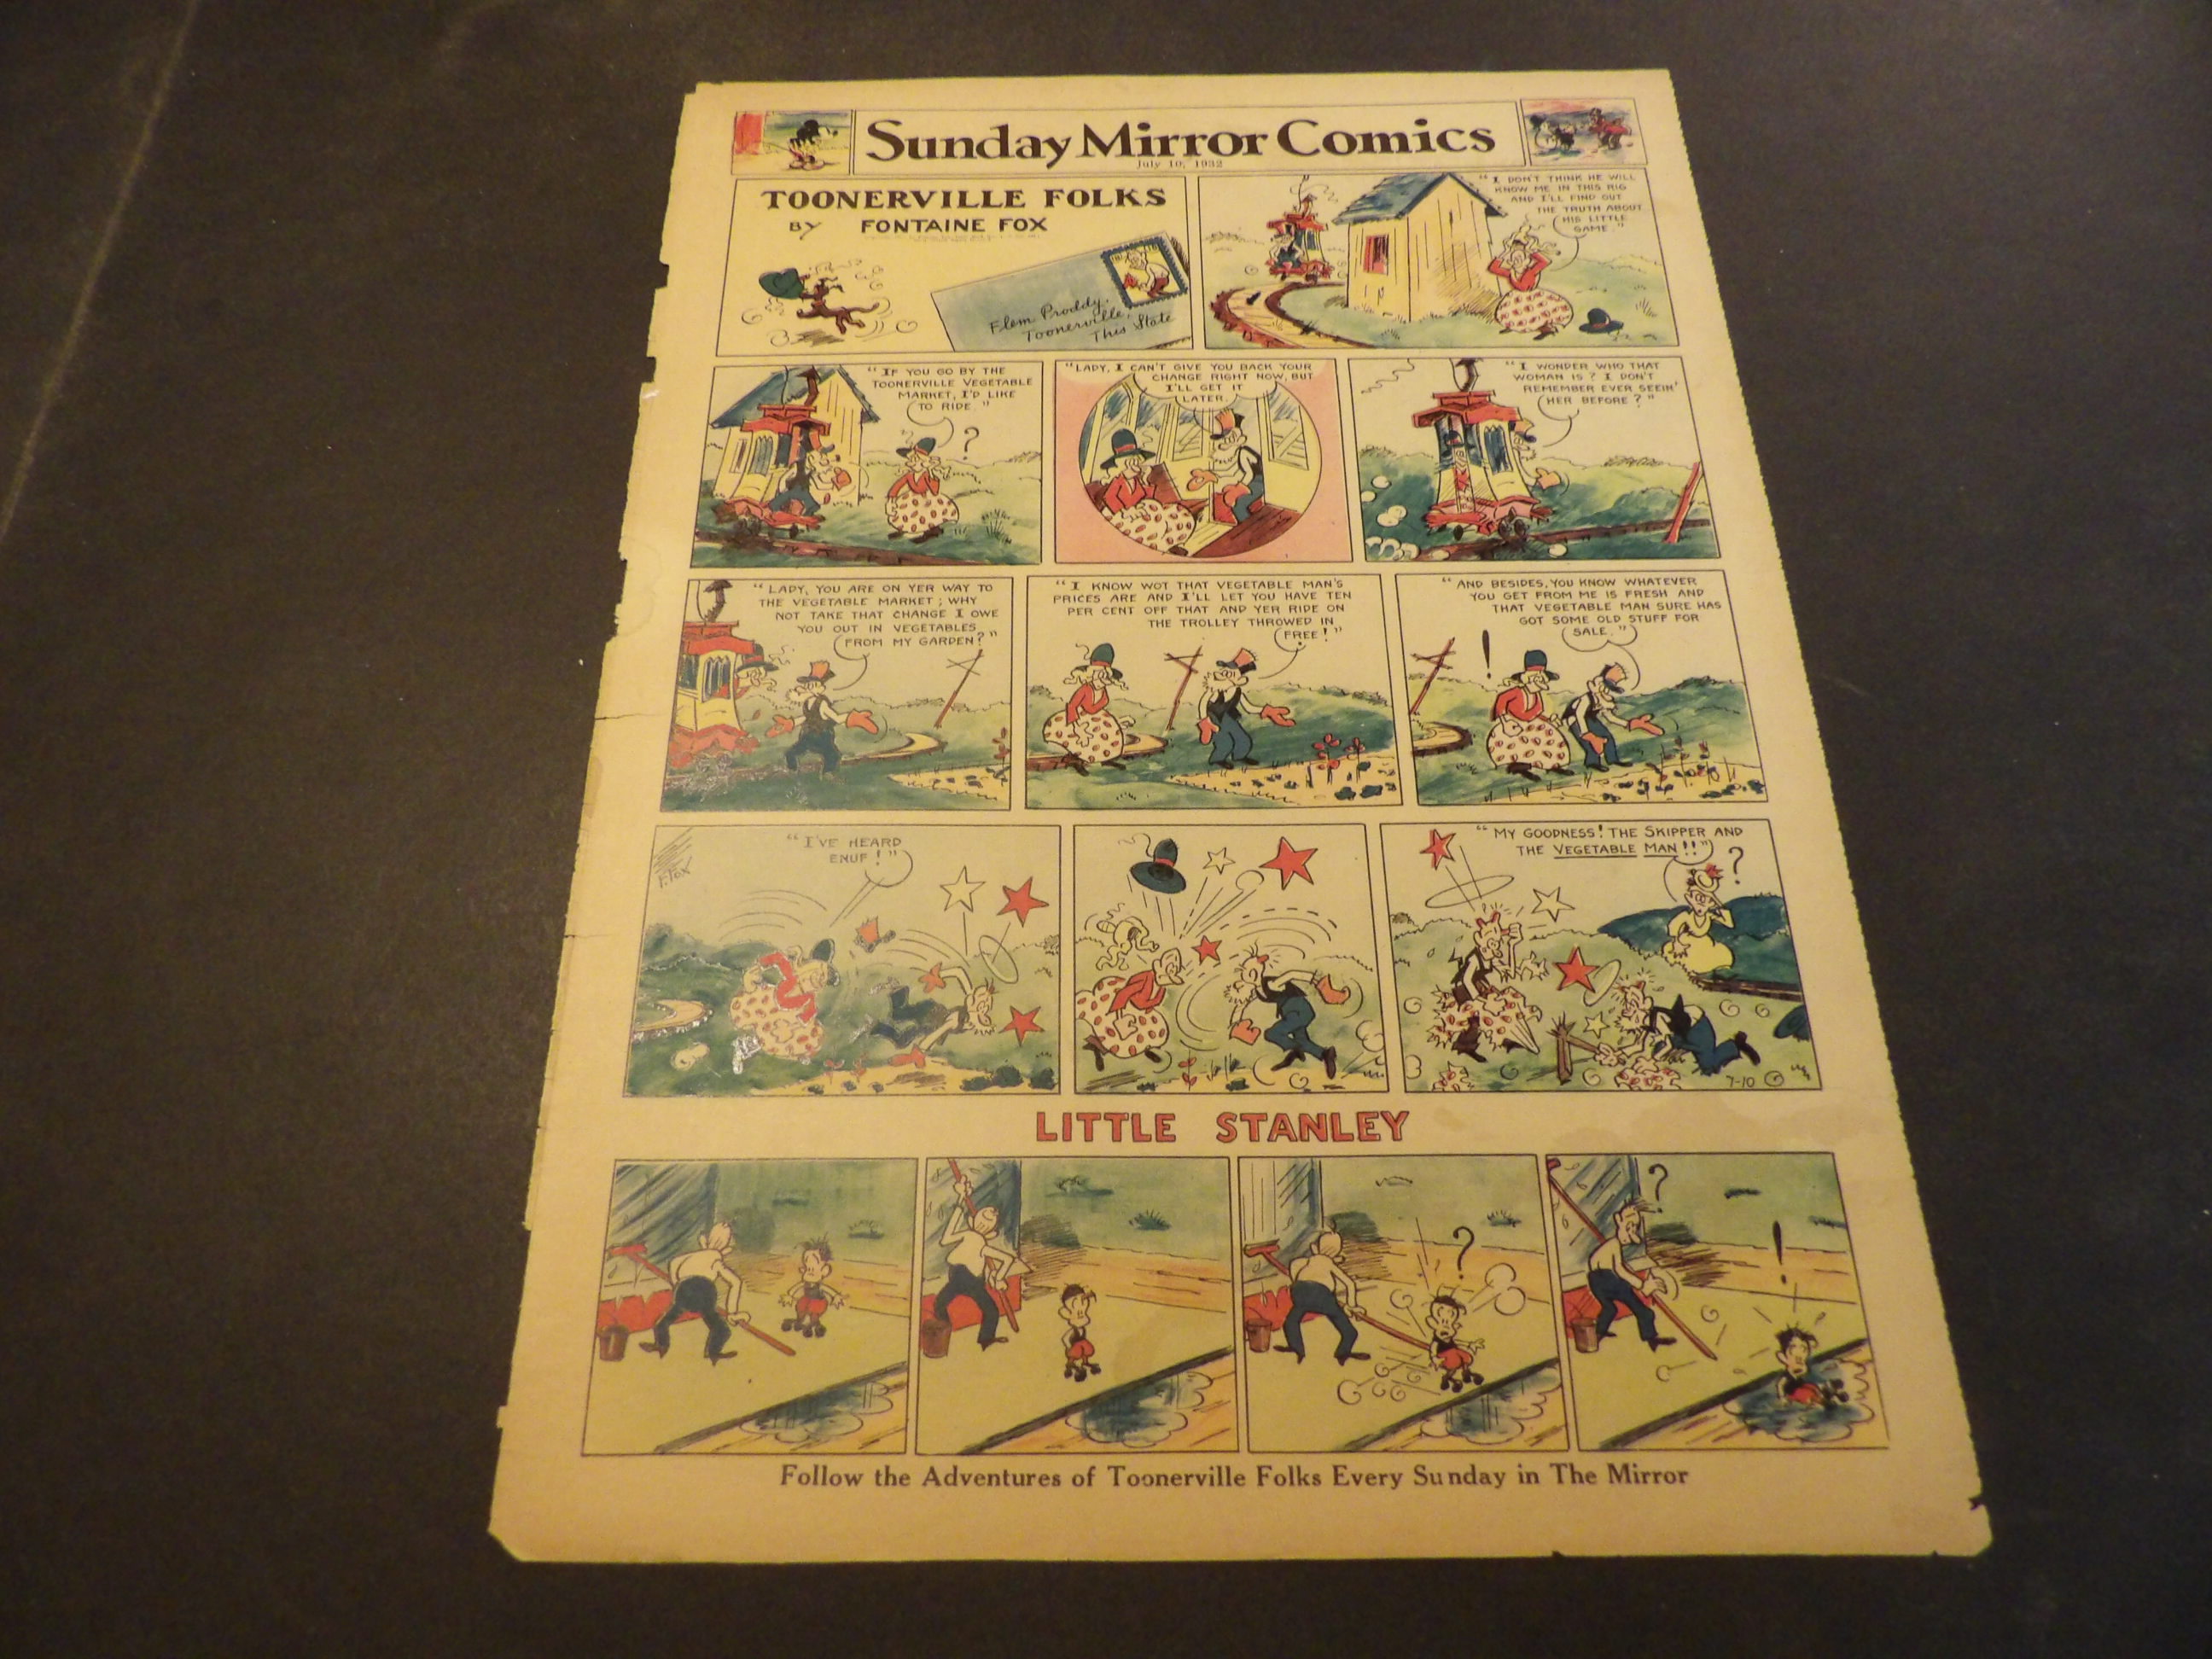 Sunday Mirror Comics
July 10, 1932
TOONERVILLE FOLKS
BY FONTAINE FOX
Flem Proddy,
Toonerville,
This State
"I DON'T THINK HE WILL
KNOW ME IN THIS RIG
AND I'LL FIND OUT
THE TRUTH ABOUT
HIS LITTLE
GAME."
"IF YOU GO BY THE
TOONERVILLE VEGETABLE
MARKET, I'D LIKE
TO RIDE."
?
"LADY, I CAN'T GIVE YOU BACK YOUR
CHANGE RIGHT NOW, BUT
I'LL GET IT
LATER.
"I WONDER WHO THAT
WOMAN IS? I DON'T
REMEMBER EVER SEEIN'
HER BEFORE?"
"LADY, YOU ARE ON YER WAY TO
THE VEGETABLE MARKET; WHY
NOT TAKE THAT CHANGE I OWE
YOU OUT IN VEGETABLES
FROM MY GARDEN?"
"I KNOW WOT THAT VEGETABLE MAN'S
PRICES ARE AND I'LL LET YOU HAVE TEN
PER CENT OFF THAT AND YER RIDE ON
THE TROLLEY THROWED IN
FREE!"
"AND BESIDES, YOU KNOW WHATEVER
YOU GET FROM ME IS FRESH AND
THAT VEGETABLE MAN SURE HAS
GOT SOME OLD STUFF FOR
SALE."
!
"I'VE HEARD
ENUF!"
F. FOX
"MY GOODNESS! THE SKIPPER AND
THE VEGETABLE MAN!!"
?
7-10
LITTLE STANLEY
?
?
!
Follow the Adventures of Toonerville Folks Every Sunday in The Mirror